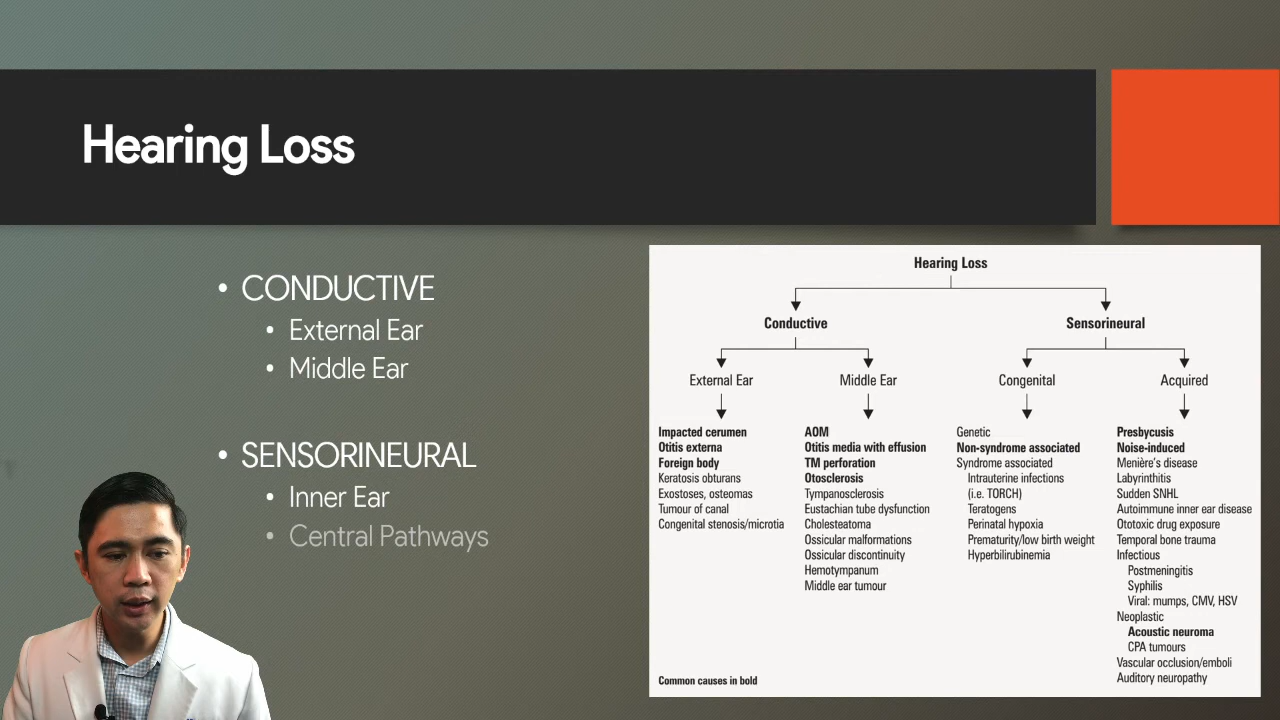 Hearing Loss
• CONDUCTIVE
• External Ear
• Middle Ear
• SENSORINEURAL
• Inner Ear
• Central Pathways
Hearing Loss
Conductive
Sensorineural
External Ear
Middle Ear
Congenital
Acquired
Impacted cerumen
Otitis externa
Foreign body
Keratosis obturans
Exostoses, osteomas
Tumour of canal
Congenital stenosis/microtia
AOM
Otitis media with effusion
TM perforation
Otosclerosis
Tympanosclerosis
Eustachian tube dysfunction
Cholesteatoma
Ossicular malformations
Ossicular discontinuity
Hemotympanum
Middle ear tumour
Genetic
Non-syndrome associated
Syndrome associated
Intrauterine infections
(i.e. TORCH)
Teratogens
Perinatal hypoxia
Prematurity/low birth weight
Hyperbilirubinemia
Presbycusis
Noise-induced
Menière's disease
Labyrinthitis
Sudden SNHL
Autoimmune inner ear disease
Ototoxic drug exposure
Temporal bone trauma
Infectious
Postmeningitis
Syphilis
Viral: mumps, CMV, HSV
Neoplastic
Acoustic neuroma
CPA tumours
Vascular occlusion/emboli
Auditory neuropathy
Common causes in bold